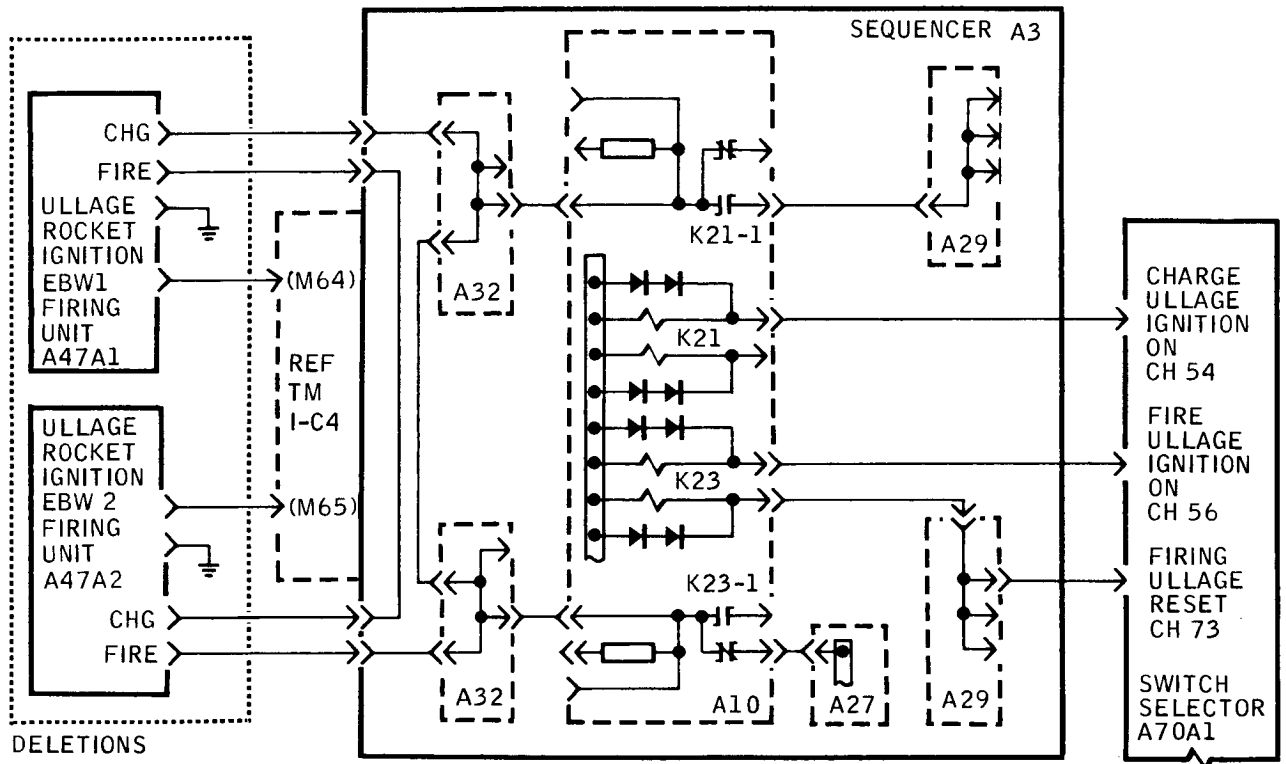 SEQUENCER A3
CHG
FIRE
ULLAGE
ROCKET
IGNITION
EBW1
FIRING
UNIT
A47A1
ULLAGE
ROCKET
IGNITION
EBW 2
FIRING
UNIT
A47A2
CHG
FIRE
DELETIONS
(M64)
REF
TM
I-C4
(M65)
A32
A32
K21-1
K21
K23
K23-1
A10
A27
A29
A29
CHARGE
ULLAGE
IGNITION
ON
CH 54
FIRE
ULLAGE
IGNITION
ON
CH 56
FIRING
ULLAGE
RESET
CH 73
SWITCH
SELECTOR
A70A1